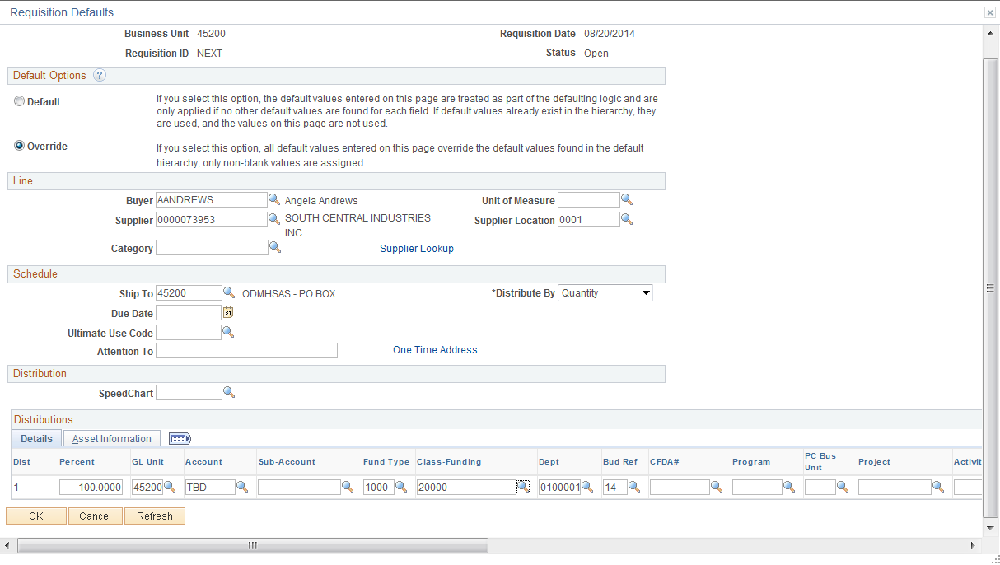 Requisition Defaults
Business Unit 45200 Requisition Date 08/20/2014
Requisition ID NEXT Status Open
Default Options ?
Default If you select this option, the default values entered on this page are treated as part of the defaulting logic and are
only applied if no other default values are found for each field. If default values already exist in the hierarchy, they
are used, and the values on this page are not used.
Override If you select this option, all default values entered on this page override the default values found in the default
hierarchy, only non-blank values are assigned.
Line
Buyer AANDREWS Angela Andrews Unit of Measure
Supplier 0000073953 SOUTH CENTRAL INDUSTRIES Supplier Location 0001
INC
Category Supplier Lookup
Schedule
Ship To 45200 ODMHSAS - PO BOX *Distribute By Quantity
Due Date 31
Ultimate Use Code
Attention To One Time Address
Distribution
SpeedChart
Distributions
Details Asset Information
Dist Percent GL Unit Account Sub-Account Fund Type Class-Funding Dept Bud Ref CFDA# Program PC Bus Unit Project Activit
1 100.0000 45200 TBD 1000 20000 0100001 14
OK Cancel Refresh